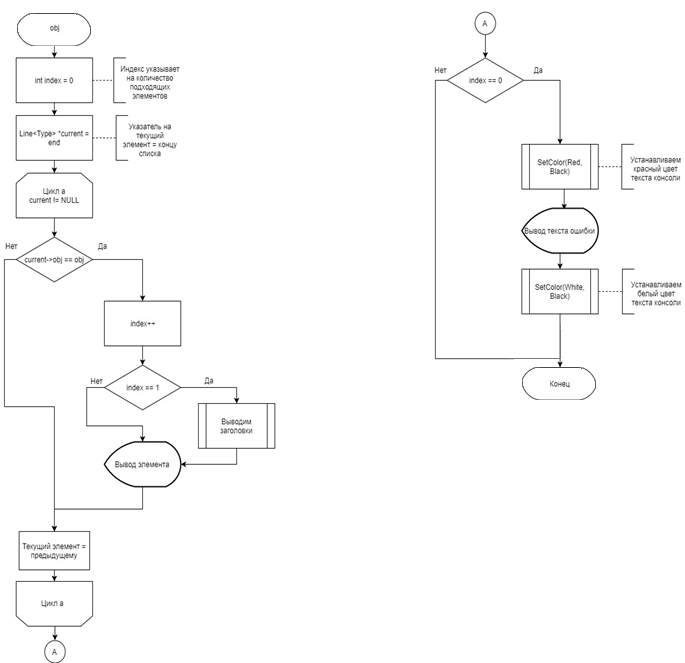 obj
int index = 0
Индекс указывает
на количество
подходящих
элементов
Line<Type> *current =
end
Указатель на
текущий
элемент = концу
списка
Цикл a
current != NULL
Нет
current->obj == obj
Да
index++
Нет
index == 1
Да
Выводим
заголовки
Вывод элемента
Текущий элемент =
предыдущему
Цикл a
A
A
Нет
index == 0
Да
SetColor(Red,
Black)
Устанавливаем
красный цвет
текста консоли
Вывод текста ошибки
SetColor(White,
Black)
Устанавливаем
белый цвет
текста консоли
Конец